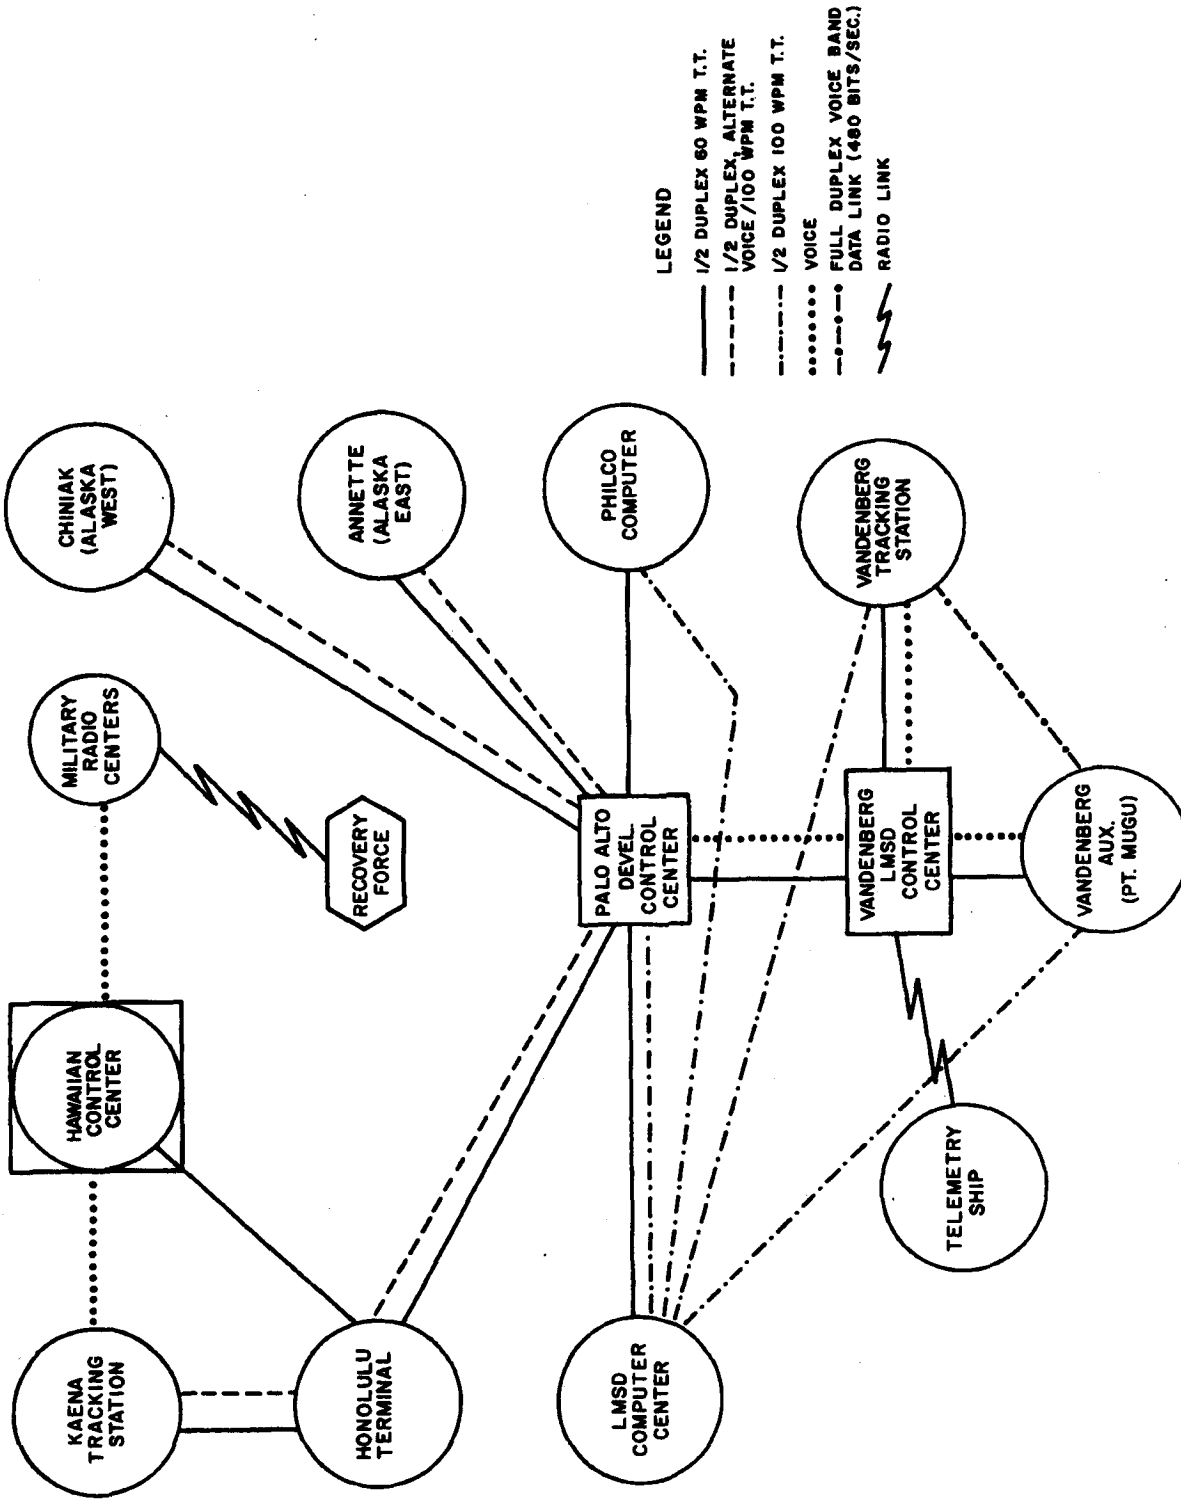 KAENA
TRACKING
STATION
HAWAIIAN
CONTROL
CENTER
MILITARY
RADIO
CENTERS
CHINIAK
(ALASKA
WEST)
HONOLULU
TERMINAL
RECOVERY
FORCE
ANNETTE
(ALASKA
EAST)
LMSD
COMPUTER
CENTER
PALO ALTO
DEVEL.
CONTROL
CENTER
PHILCO
COMPUTER
TELEMETRY
SHIP
VANDENBERG
LMSD
CONTROL
CENTER
VANDENBERG
TRACKING
STATION
VANDENBERG
AUX.
(PT. MUGU)
LEGEND
1/2 DUPLEX 60 WPM T.T.
1/2 DUPLEX, ALTERNATE
VOICE/100 WPM T.T.
1/2 DUPLEX 100 WPM T.T.
VOICE
FULL DUPLEX VOICE BAND
DATA LINK (480 BITS/SEC.)
RADIO LINK